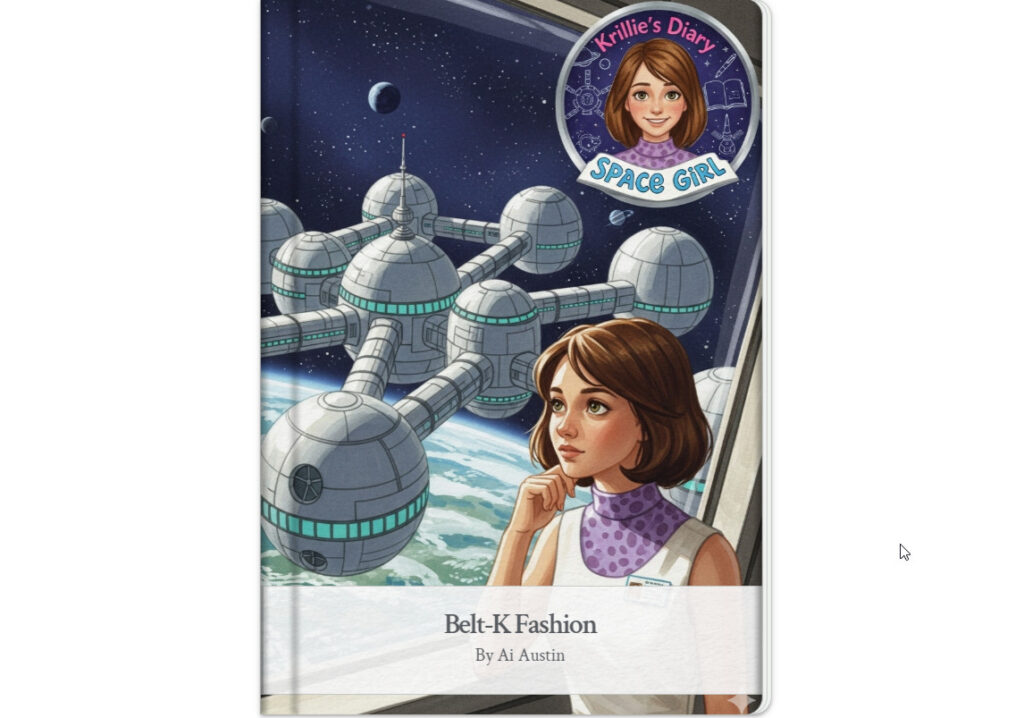 Krillie's Diary
SPACE GiRL
Belt-K Fashion
By Ai Austin